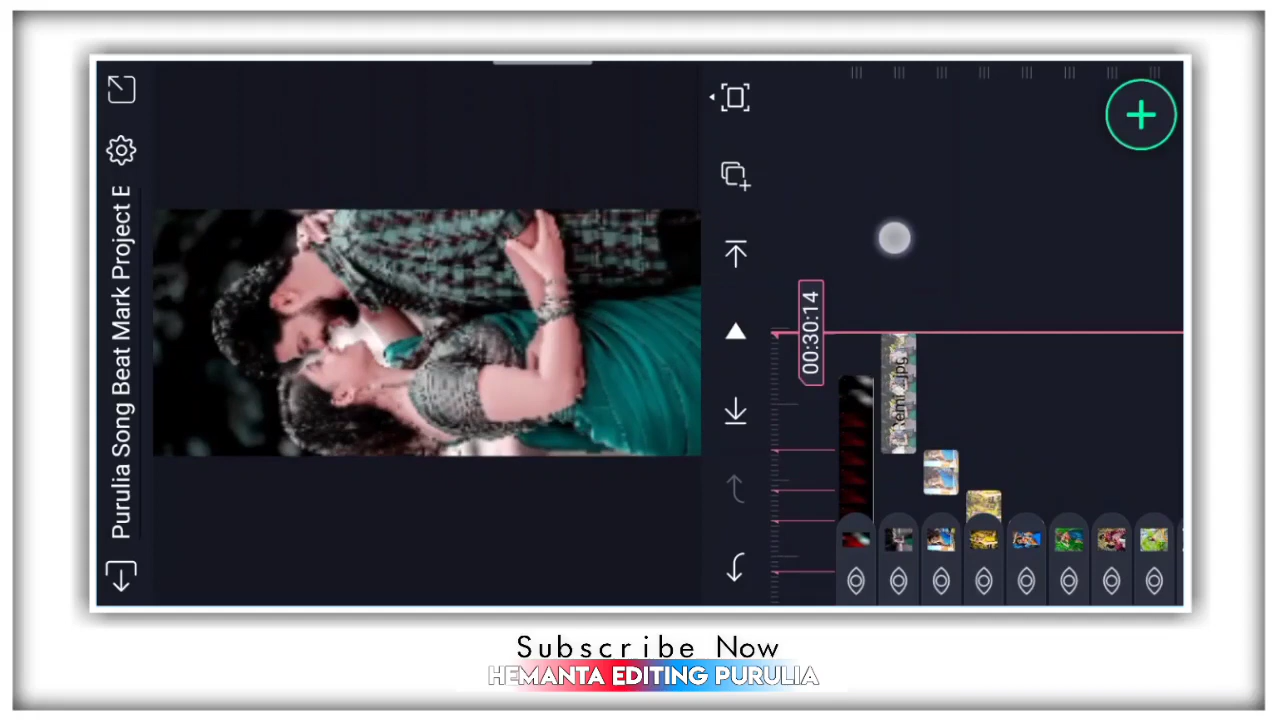 Purulia Song Beat Mark Project E
00:30:14
Subscribe Now
HEMANTA EDITING PURULIA